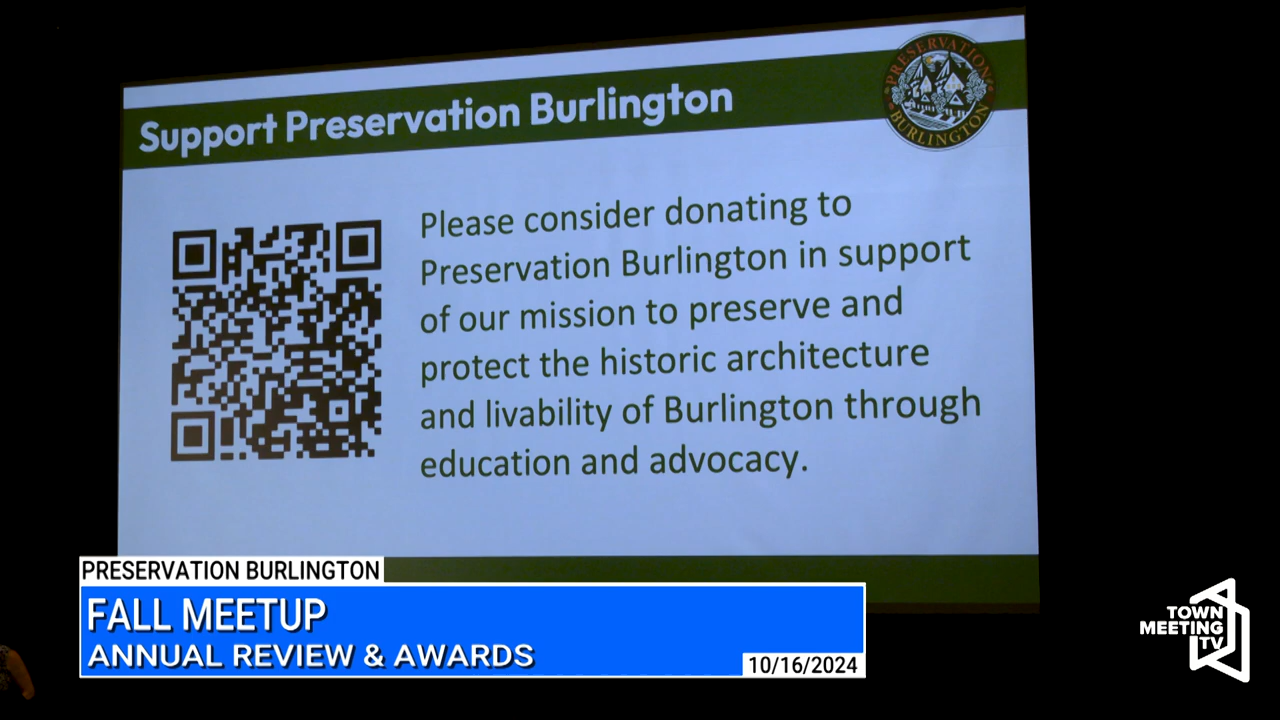 Support Preservation Burlington
PRESERVATION
BURLINGTON
Please consider donating to
Preservation Burlington in support
of our mission to preserve and
protect the historic architecture
and livability of Burlington through
education and advocacy.
PRESERVATION BURLINGTON
FALL MEETUP
ANNUAL REVIEW & AWARDS
10/16/2024
TOWN
MEETING
TV